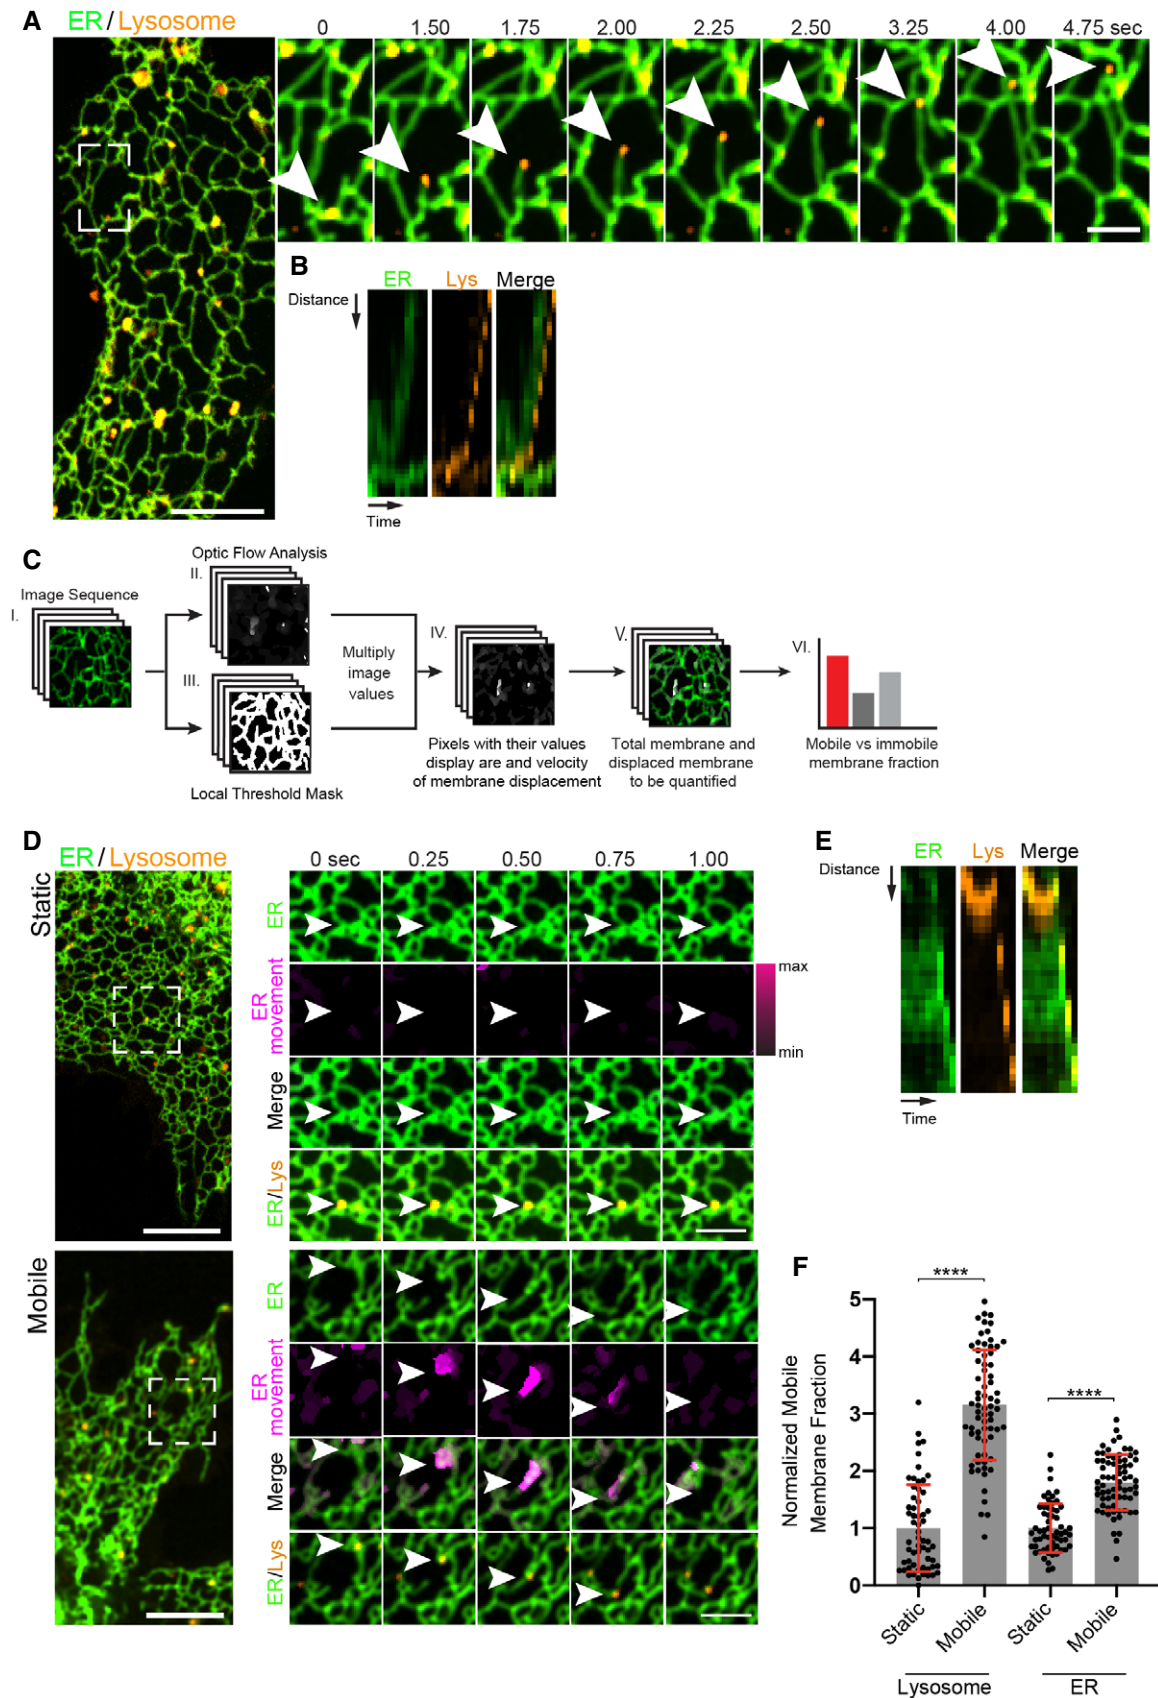 A
ER/Lysosome
0 1.50 1.75 2.00 2.25 2.50 3.25 4.00 4.75 sec
B
ER Lys Merge
Distance
Time
C
Optic Flow Analysis
Image Sequence
I.
II.
III.
Local Threshold Mask
Multiply
image
values
IV.
Pixels with their values
display are and velocity
of membrane displacement
V.
Total membrane and
displaced membrane
to be quantified
VI.
Mobile vs immobile
membrane fraction
D
ER/Lysosome
Static
0 sec 0.25 0.50 0.75 1.00
ER
ER
movement
max
min
Merge
ER/Lys
Mobile
ER
ER
movement
Merge
ER/Lys
E
ER Lys Merge
Distance
Time
F
Normalized Mobile
Membrane Fraction
5
4
3
2
1
0
****
****
Static Mobile Static Mobile
Lysosome ER